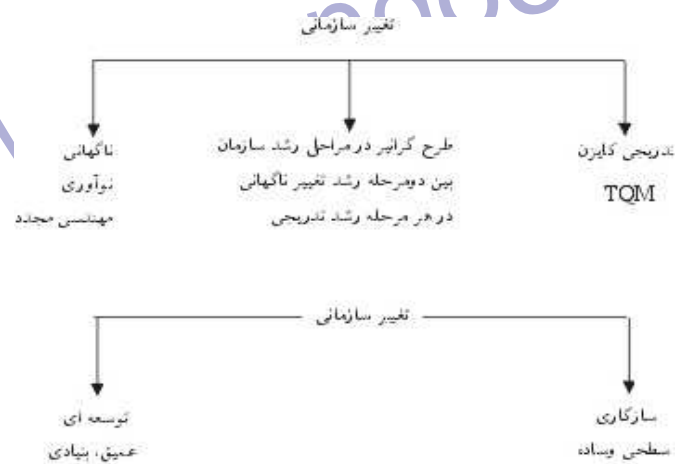 تغییر سازمانی
تدریجی کایزن
TQM
طرح گراینر در مراحل رشد سازمان
بین دومرحله رشد تغییر ناگهانی
در هر مرحله رشد تدریجی
ناگهانی
نوآوری
مهندسی مجدد
تغییر سازمانی
سازگاری
سطحی وساده
توسعه ای
عمیق، بنیادی